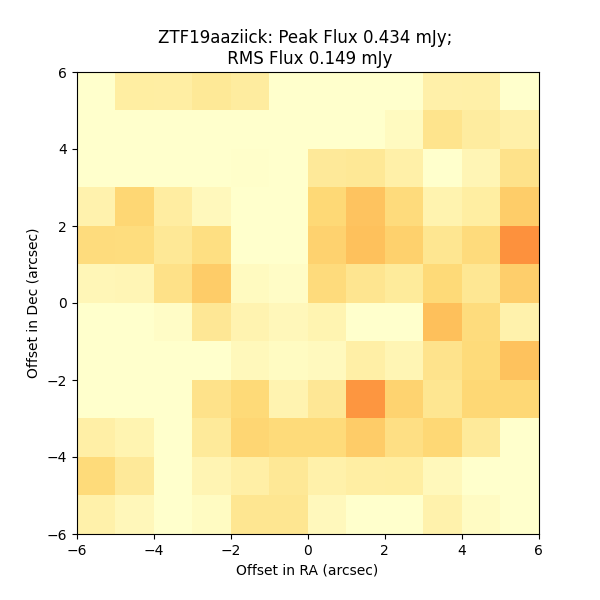 ZTF19aaziick: Peak Flux 0.434 mJy;
RMS Flux 0.149 mJy
6
4
2
0
−2
−4
−6
Offset in Dec (arcsec)
−6 −4 −2 0 2 4 6
Offset in RA (arcsec)